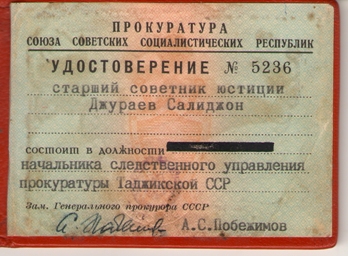 ПРОКУРАТУРА
СОЮЗА СОВЕТСКИХ СОЦИАЛИСТИЧЕСКИХ РЕСПУБЛИК
УДОСТОВЕРЕНИЕ № 5236
старший советник юстиции
Джураев Салиджон
состоит в должности
начальника следственного управления
прокуратуры Таджикской ССР
Зам. Генерального прокурора СССР
А.С.Побежимов